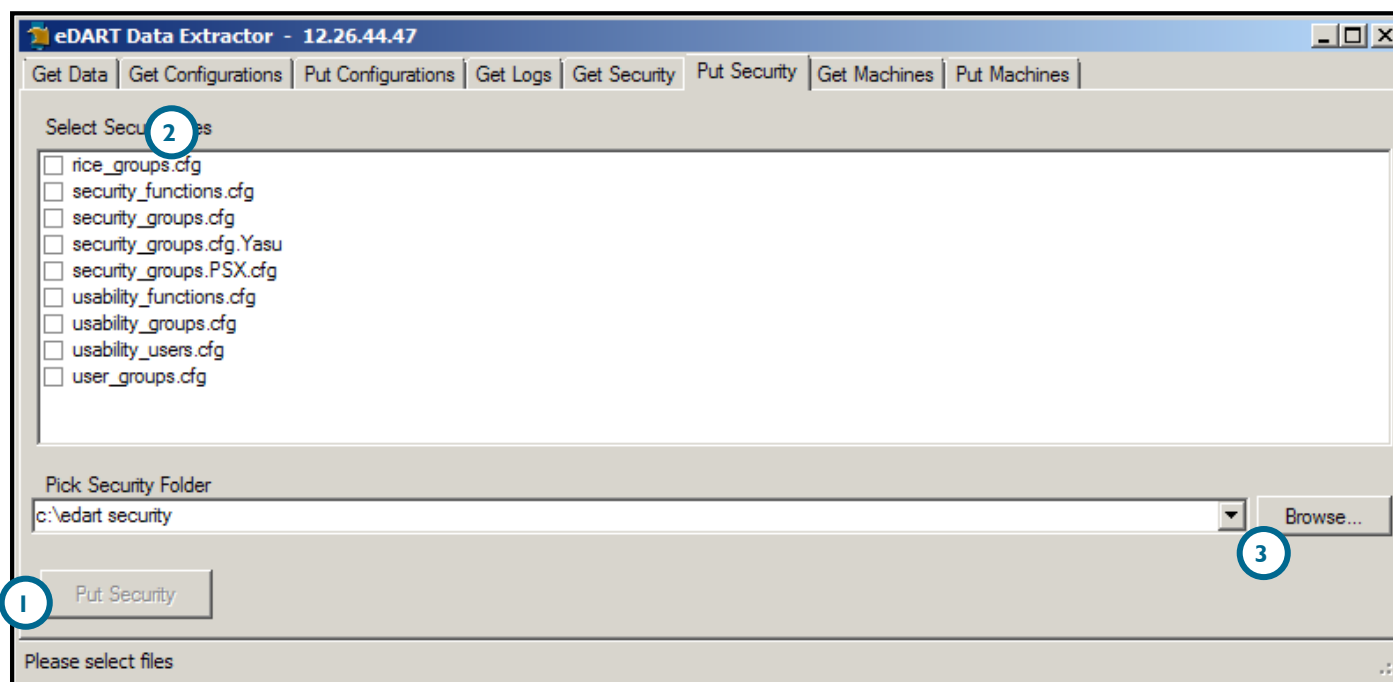 eDART Data Extractor - 12.26.44.47
Get Data Get Configurations Put Configurations Get Logs Get Security Put Security Get Machines Put Machines
Select 2
rice_groups.cfg
security_functions.cfg
security_groups.cfg
security_groups.cfg.Yasu
security_groups.PSX.cfg
usability_functions.cfg
usability_groups.cfg
usability_users.cfg
user_groups.cfg
Pick Security Folder
c:\edart security Browse...
3
Put Security
1
Please select files